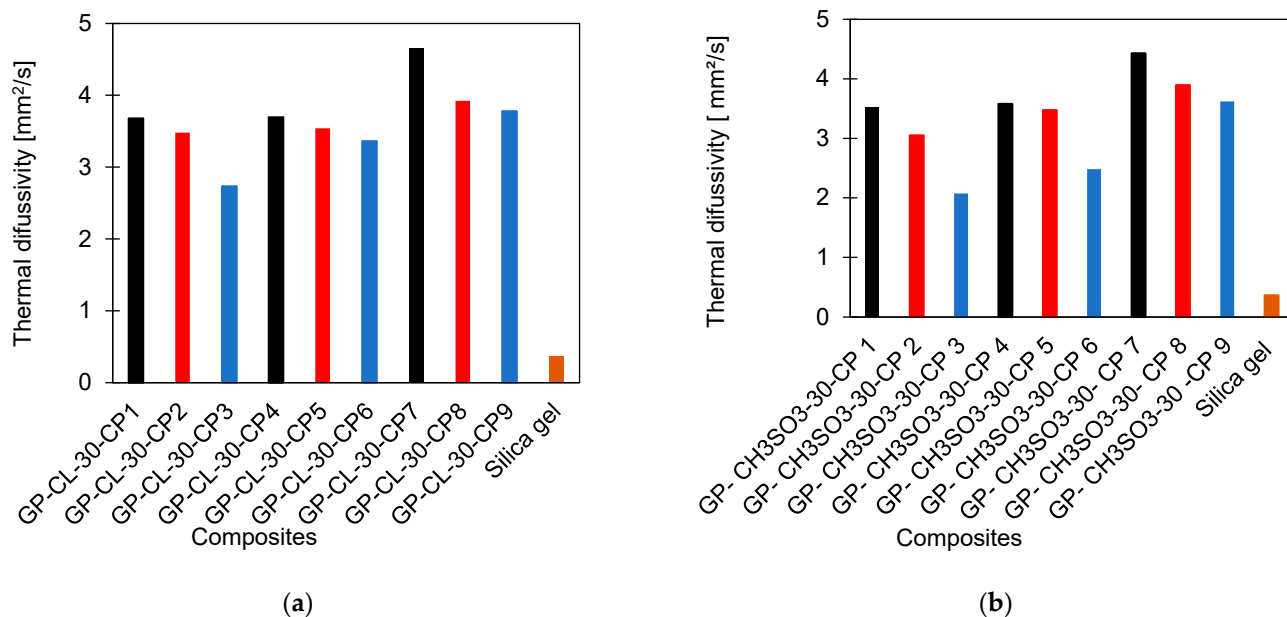 Thermal difussivity [mm²/s]
5
4
3
2
1
0
GP-CL-30-CP1
GP-CL-30-CP2
GP-CL-30-CP3
GP-CL-30-CP4
GP-CL-30-CP5
GP-CL-30-CP6
GP-CL-30-CP7
GP-CL-30-CP8
GP-CL-30-CP9
Silica gel
Composites
(a)
Thermal difussivity [ mm²/s]
5
4
3
2
1
0
GP- CH3SO3-30-CP 1
GP- CH3SO3-30-CP 2
GP- CH3SO3-30-CP 3
GP- CH3SO3-30-CP 4
GP- CH3SO3-30-CP 5
GP- CH3SO3-30-CP 6
GP- CH3SO3-30- CP 7
GP- CH3SO3-30- CP 8
GP- CH3SO3-30 -CP 9
Silica gel
Composites
(b)